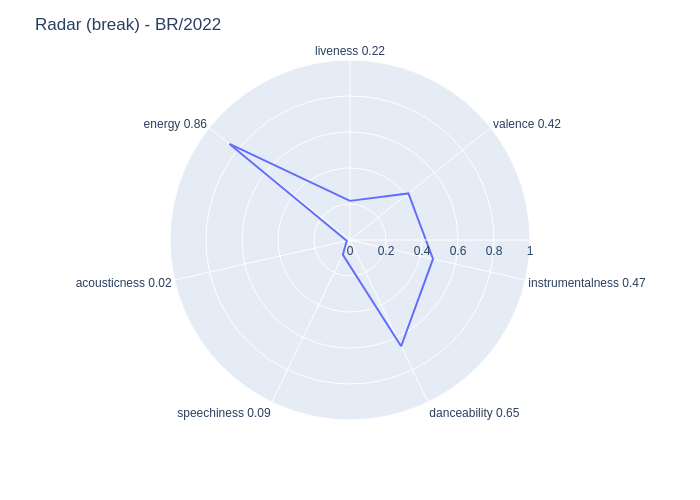 Radar (break) - BR/2022
liveness 0.22
energy 0.86
valence 0.42
0 0.2 0.4 0.6 0.8 1
acousticness 0.02
instrumentalness 0.47
speechiness 0.09
danceability 0.65